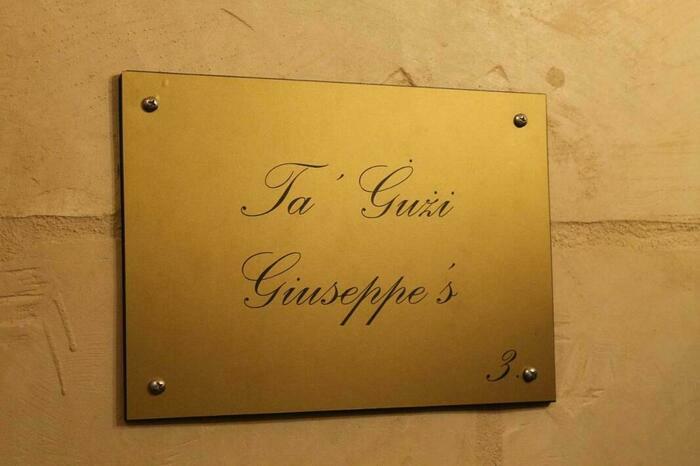 Ta' Ġużi
Giuseppe's
3.